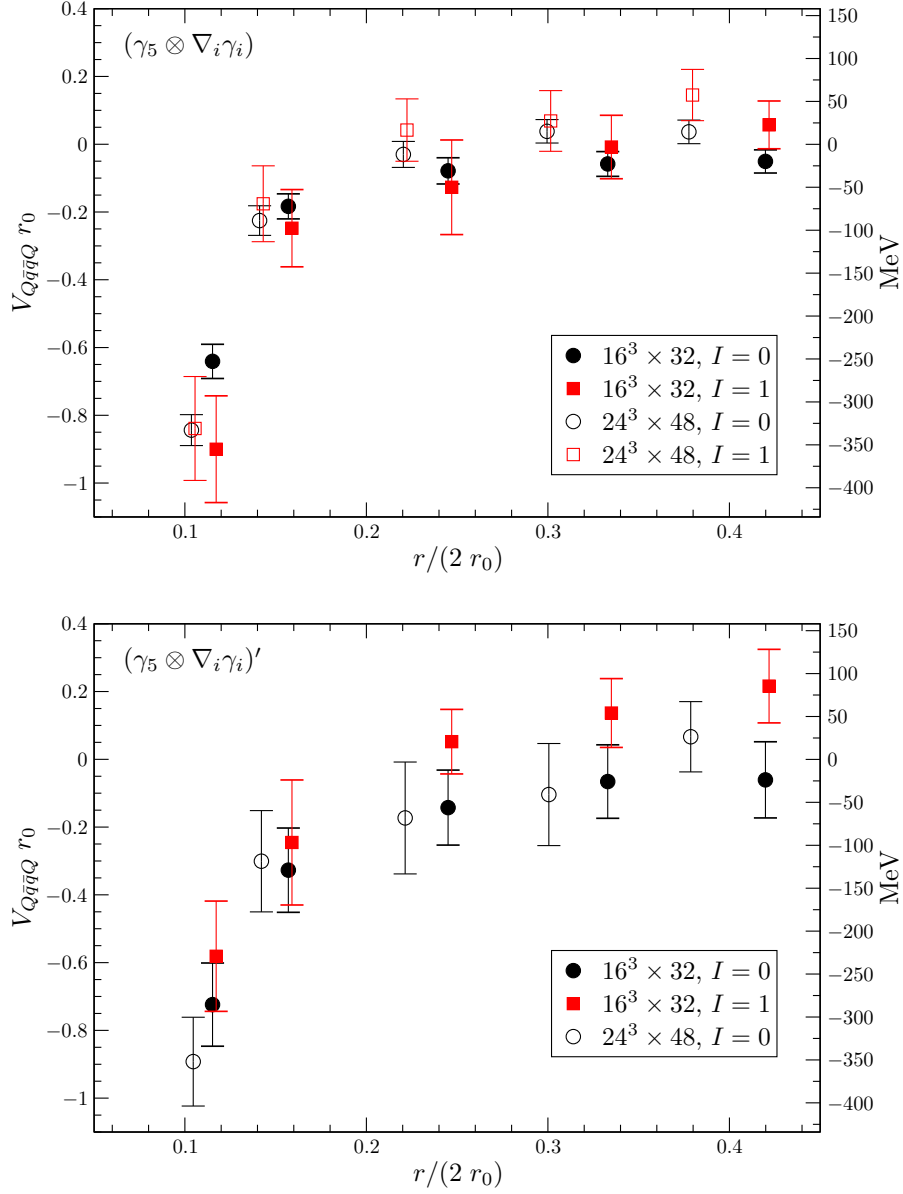 (γ₅ ⊗ ∇ᵢγᵢ)
0.4
0.2
0
−0.2
−0.4
−0.6
−0.8
−1
V_{Qq̄qQ̄} r₀
150
100
50
0
−50
−100
−150
−200
−250
−300
−350
−400
MeV
16³ × 32, I = 0
16³ × 32, I = 1
24³ × 48, I = 0
24³ × 48, I = 1
0.1 0.2 0.3 0.4
r/(2 r₀)
(γ₅ ⊗ ∇ᵢγᵢ)′
0.4
0.2
0
−0.2
−0.4
−0.6
−0.8
−1
V_{Qq̄qQ̄} r₀
150
100
50
0
−50
−100
−150
−200
−250
−300
−350
−400
MeV
16³ × 32, I = 0
16³ × 32, I = 1
24³ × 48, I = 0
0.1 0.2 0.3 0.4
r/(2 r₀)